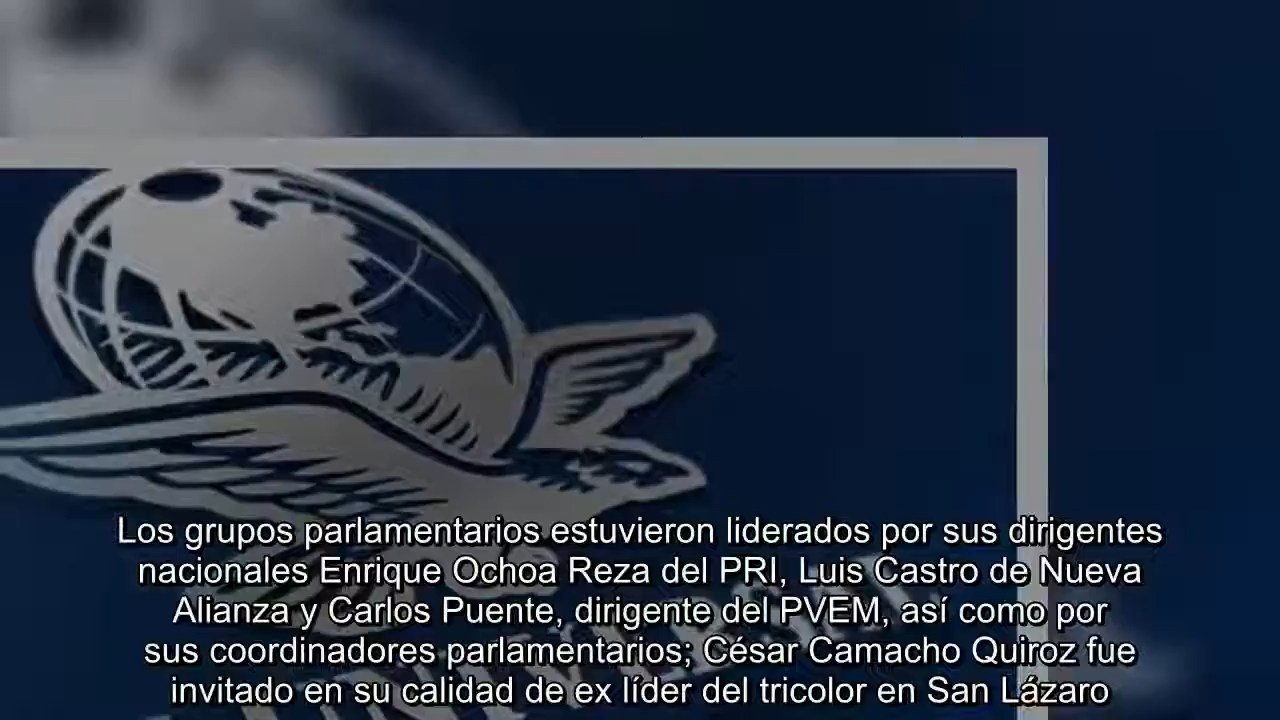 Los grupos parlamentarios estuvieron liderados por sus dirigentes
nacionales Enrique Ochoa Reza del PRI, Luis Castro de Nueva
Alianza y Carlos Puente, dirigente del PVEM, así como por
sus coordinadores parlamentarios; César Camacho Quiroz fue
invitado en su calidad de ex líder del tricolor en San Lázaro